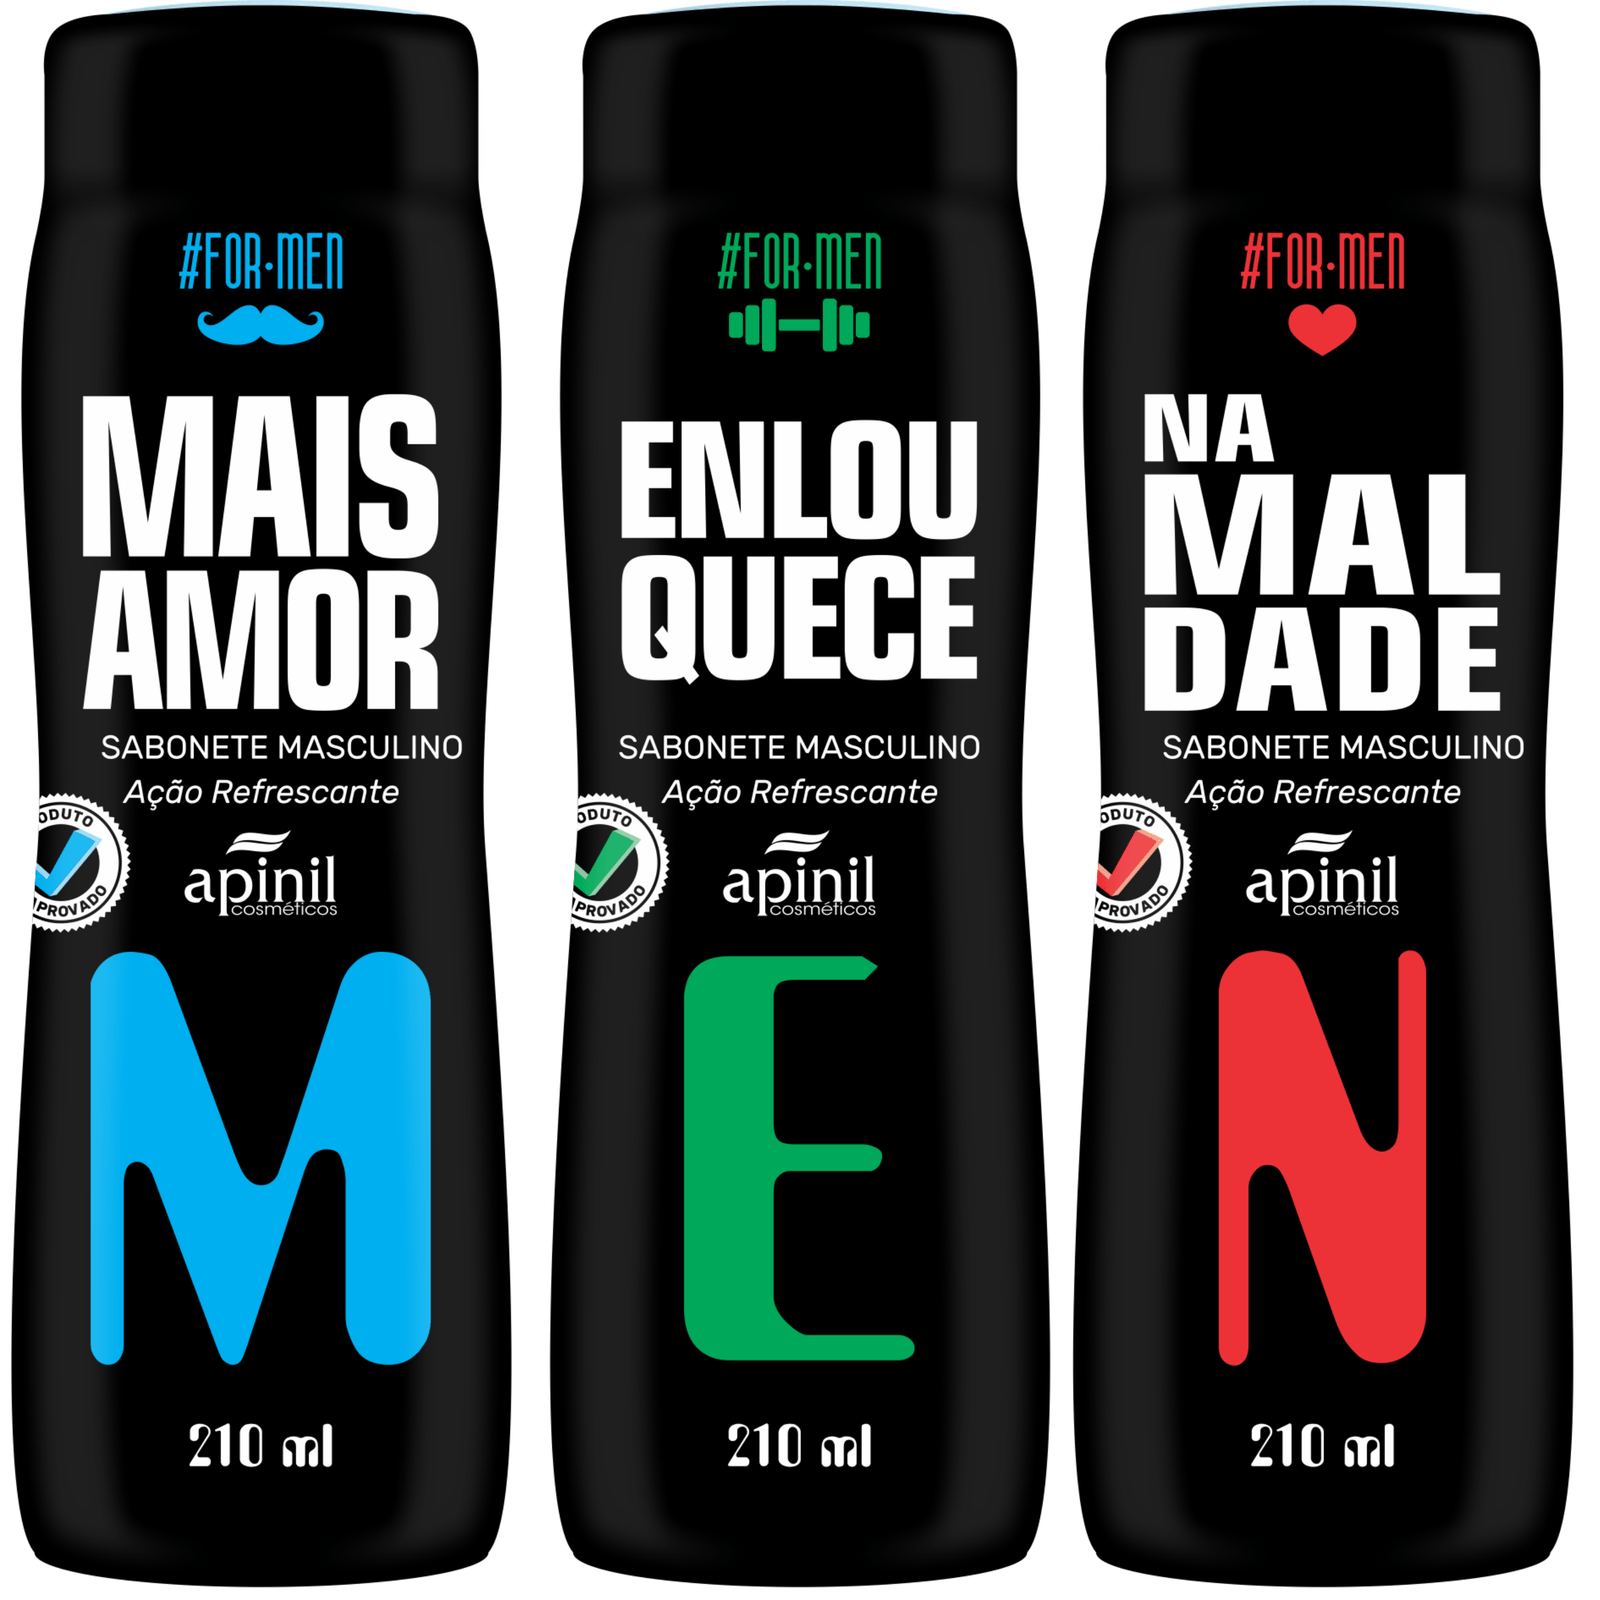 #FOR·MEN
MAIS
AMOR
SABONETE MASCULINO
Ação Refrescante
apinil
cosméticos
M
210 ml
#FOR·MEN
ENLOU
QUECE
SABONETE MASCULINO
Ação Refrescante
apinil
cosméticos
E
210 ml
#FOR·MEN
NA
MAL
DADE
SABONETE MASCULINO
Ação Refrescante
apinil
cosméticos
N
210 ml